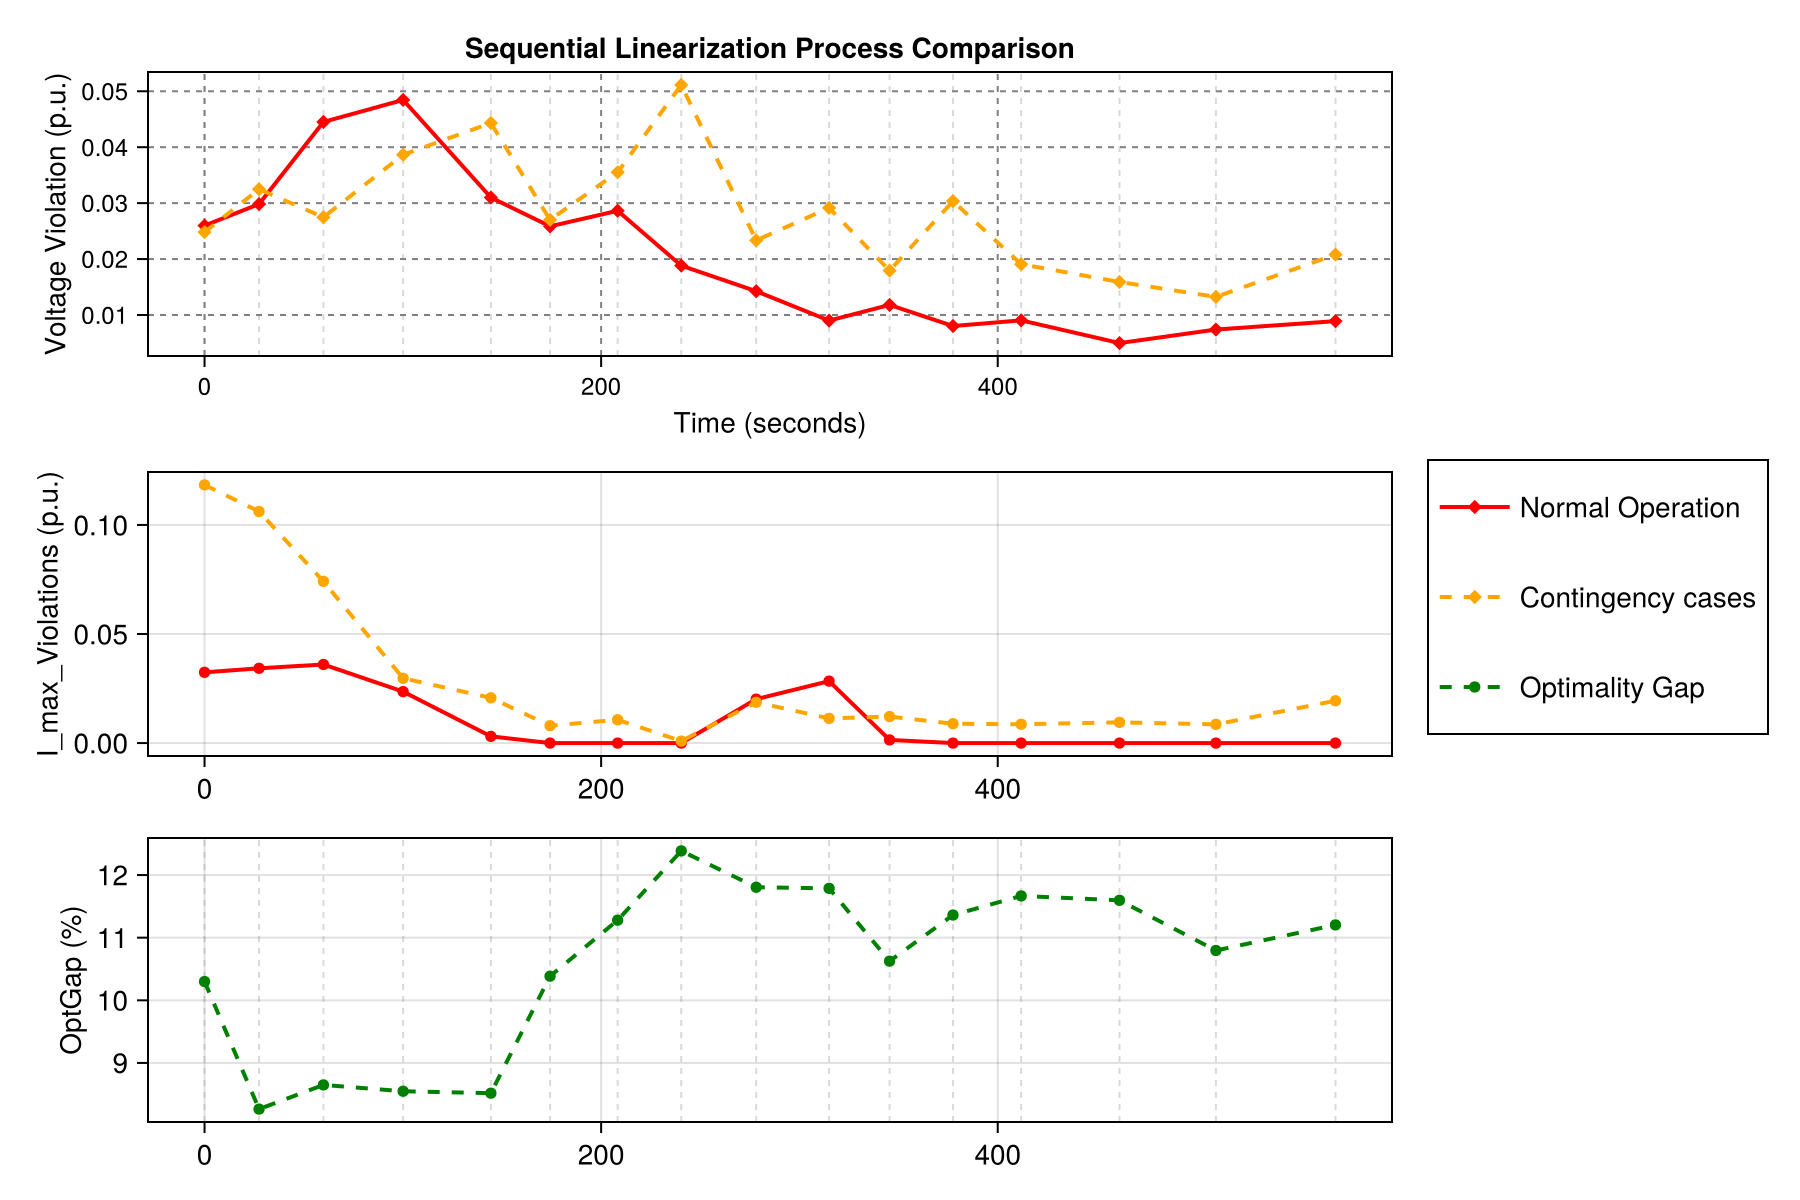 Sequential Linearization Process Comparison
Voltage Violation (p.u.)
0.05
0.04
0.03
0.02
0.01
0
200
400
Time (seconds)
I_max_Violations (p.u.)
0.10
0.05
0.00
0
200
400
Normal Operation
Contingency cases
Optimality Gap
OptGap (%)
12
11
10
9
0
200
400